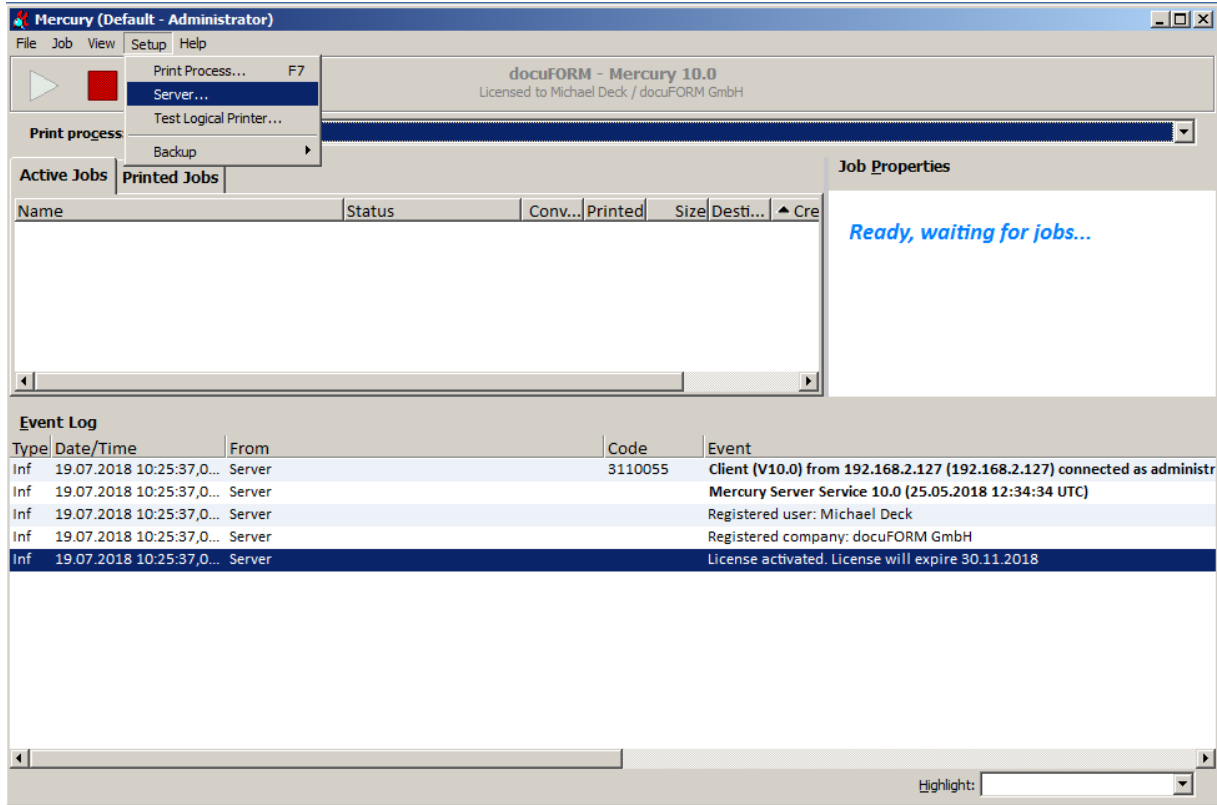 Mercury (Default - Administrator)
File Job View Setup Help
Print Process... F7
Server...
Test Logical Printer...
Backup
docuFORM - Mercury 10.0
Licensed to Michael Deck / docuFORM GmbH
Print process
Active Jobs Printed Jobs
Name Status Conv... Printed Size Desti... Cre
Job Properties
Ready, waiting for jobs...
Event Log
Type Date/Time From Code Event
Inf 19.07.2018 10:25:37,0... Server 3110055 Client (V10.0) from 192.168.2.127 (192.168.2.127) connected as administr
Inf 19.07.2018 10:25:37,0... Server Mercury Server Service 10.0 (25.05.2018 12:34:34 UTC)
Inf 19.07.2018 10:25:37,0... Server Registered user: Michael Deck
Inf 19.07.2018 10:25:37,0... Server Registered company: docuFORM GmbH
Inf 19.07.2018 10:25:37,0... Server License activated. License will expire 30.11.2018
Highlight: